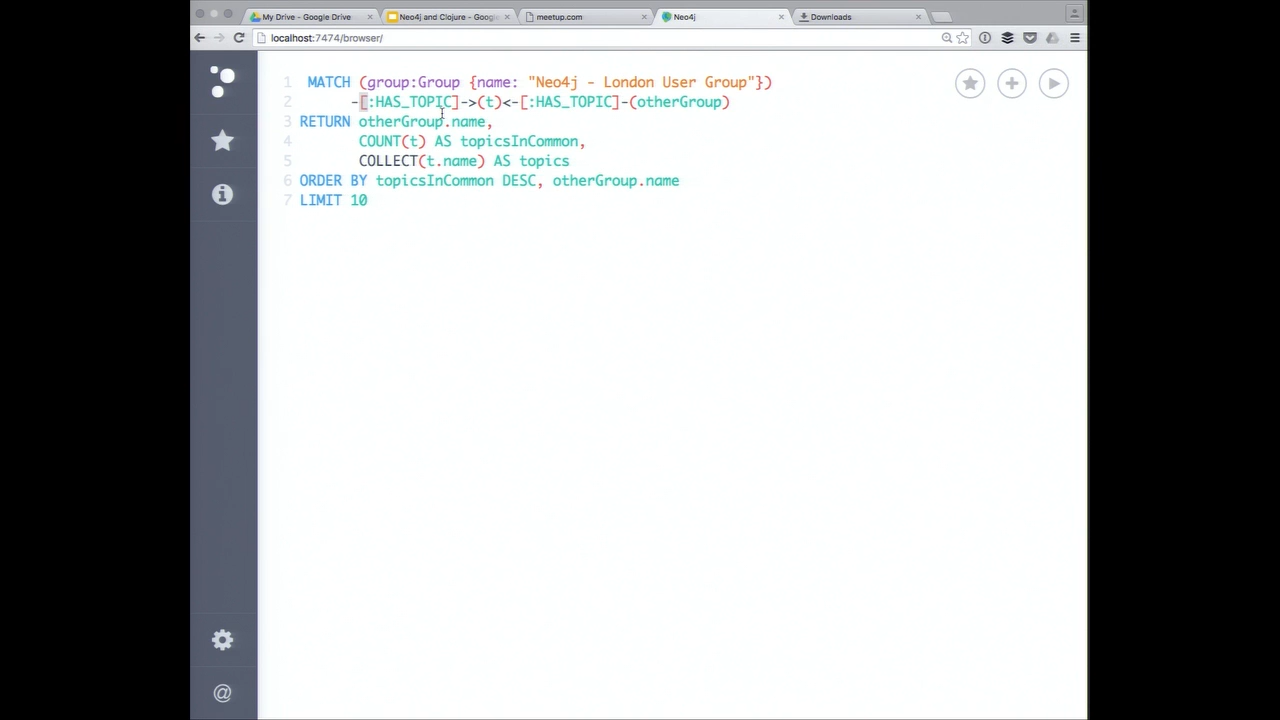 My Drive - Google Drive
Neo4j and Clojure - Goog
meetup.com
Neo4j
Downloads
localhost:7474/browser/
1 MATCH (group:Group {name: "Neo4j - London User Group"})
2 -[:HAS_TOPIC]->(t)<-[:HAS_TOPIC]-(otherGroup)
3 RETURN otherGroup.name,
4 COUNT(t) AS topicsInCommon,
5 COLLECT(t.name) AS topics
6 ORDER BY topicsInCommon DESC, otherGroup.name
7 LIMIT 10
@